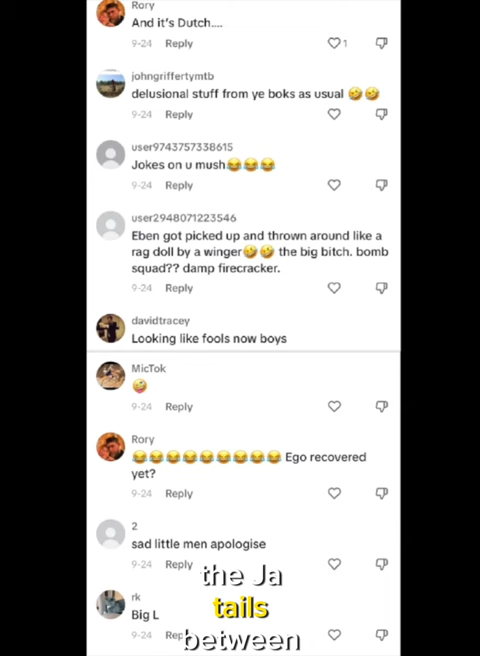 Rory
And it's Dutch....
9-24 Reply 1
johngriffertymtb
delusional stuff from ye boks as usual 🤣🤣
9-24 Reply
user9743757338615
Jokes on u mush😂😂😂
9-24 Reply
user2948071223546
Eben got picked up and thrown around like a
rag doll by a winger🤣🤣 the big bitch. bomb
squad?? damp firecracker.
9-24 Reply
davidtracey
Looking like fools now boys
MicTok
🤪
9-24 Reply
Rory
😂😂😂😂😂😂😂😂😂 Ego recovered
yet?
9-24 Reply
2
sad little men apologise
9-24 Reply
the Ja
rk
tails
Big L
9-24 Rep
between